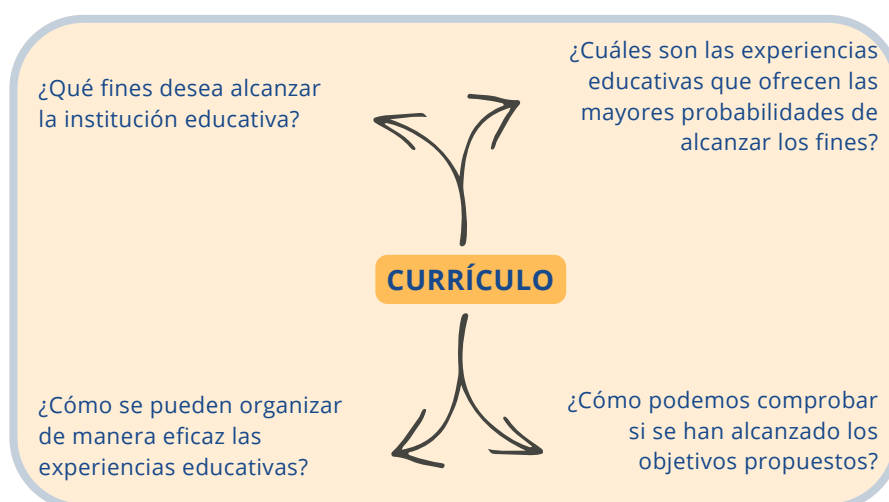 ¿Qué fines desea alcanzar
la institución educativa?
¿Cuáles son las experiencias
educativas que ofrecen las
mayores probabilidades de
alcanzar los fines?
CURRÍCULO
¿Cómo se pueden organizar
de manera eficaz las
experiencias educativas?
¿Cómo podemos comprobar
si se han alcanzado los
objetivos propuestos?